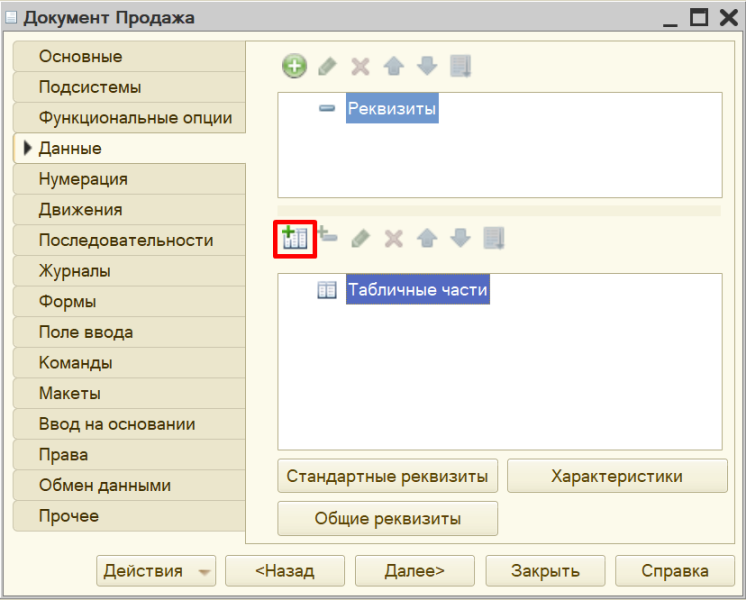 Документ Продажа
Основные
Подсистемы
Функциональные опции
Данные
Нумерация
Движения
Последовательности
Журналы
Формы
Поле ввода
Команды
Макеты
Ввод на основании
Права
Обмен данными
Прочее
Реквизиты
Табличные части
Стандартные реквизиты
Характеристики
Общие реквизиты
Действия
<Назад
Далее>
Закрыть
Справка